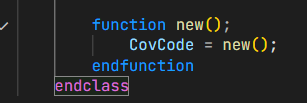 function new();
CovCode = new();
endfunction
endclass